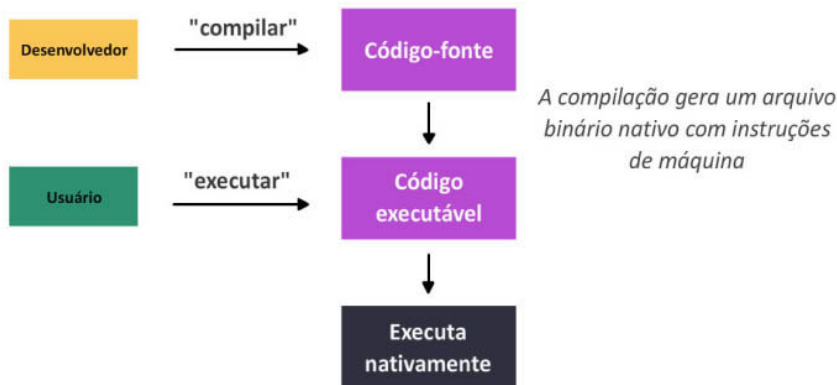 Desenvolvedor
"compilar"
Código-fonte
A compilação gera um arquivo
binário nativo com instruções
de máquina
Usuário
"executar"
Código
executável
Executa
nativamente